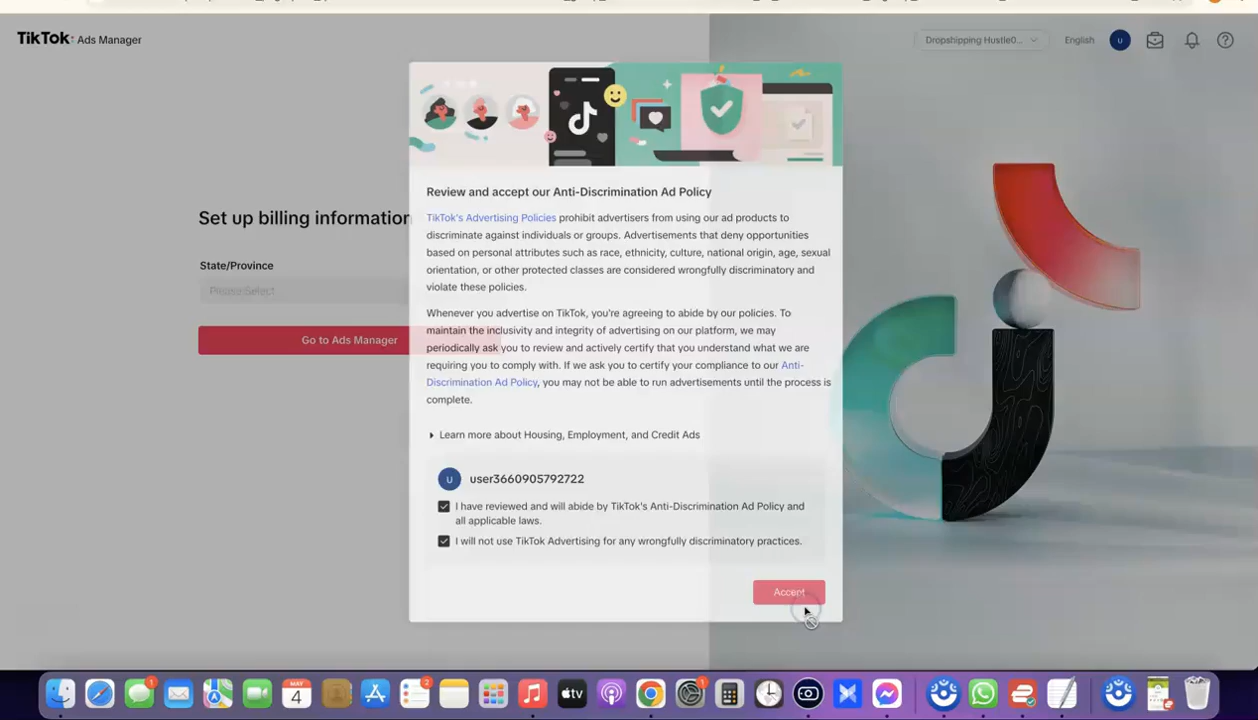 TikTok: Ads Manager
Dropshipping Hustle0...
English
U
Set up billing information
State/Province
Please Select
Go to Ads Manager
Review and accept our Anti-Discrimination Ad Policy
TikTok's Advertising Policies prohibit advertisers from using our ad products to
discriminate against individuals or groups. Advertisements that deny opportunities
based on personal attributes such as race, ethnicity, culture, national origin, age, sexual
orientation, or other protected classes are considered wrongfully discriminatory and
violate these policies.
Whenever you advertise on TikTok, you're agreeing to abide by our policies. To
maintain the inclusivity and integrity of advertising on our platform, we may
periodically ask you to review and actively certify that you understand what we are
requiring you to comply with. If we ask you to certify your compliance to our Anti-
Discrimination Ad Policy, you may not be able to run advertisements until the process is
complete.
Learn more about Housing, Employment, and Credit Ads
U
user3660905792722
I have reviewed and will abide by TikTok's Anti-Discrimination Ad Policy and
all applicable laws.
I will not use TikTok Advertising for any wrongfully discriminatory practices.
Accept
1
MAY
4
2
tv
1